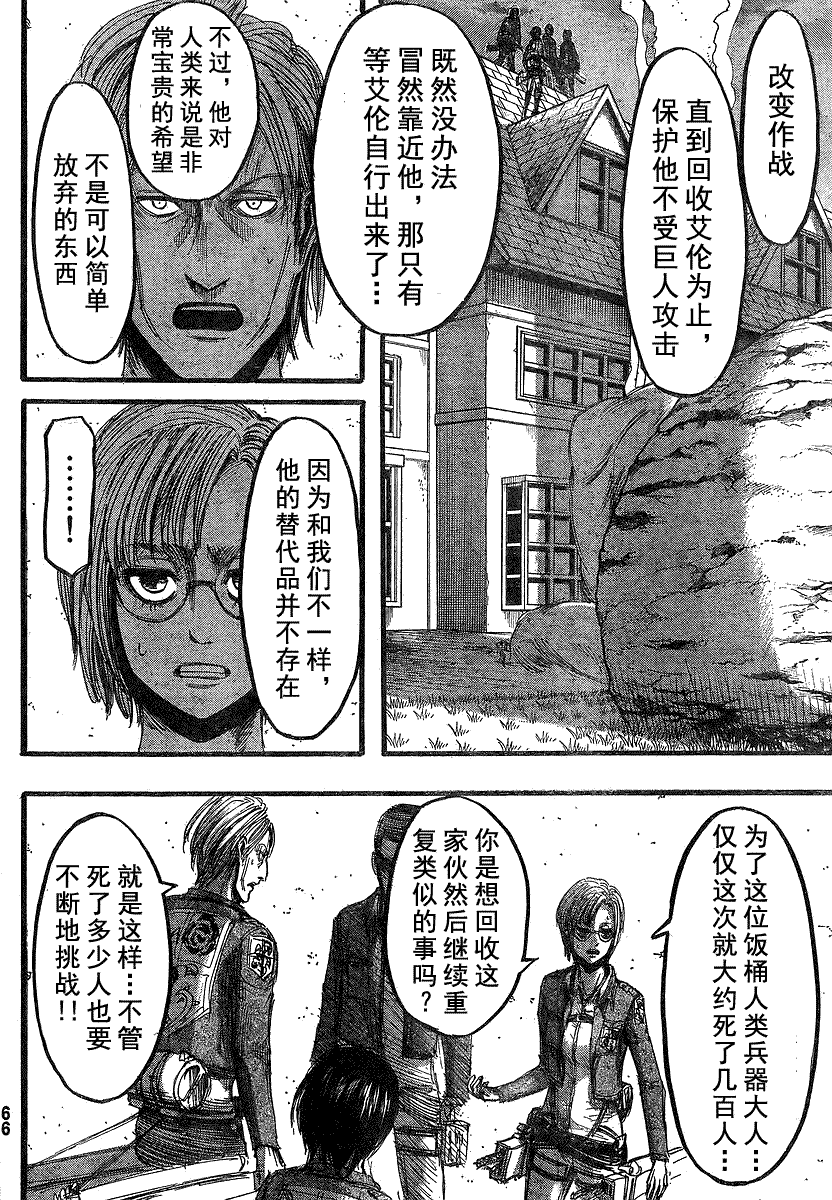 改变作战
直到回收艾伦为止，
保护他不受巨人攻击
既然没办法
冒然靠近他，那只有
等艾伦自行出来了…
不过，他对
人类来说是非
常宝贵的希望
不是可以简单
放弃的东西
因为和我们不一样，
他的替代品并不存在
……！
为了这位饭桶人类兵器大人…
仅仅这次就大约死了几百人…
你是想回收这
家伙然后继续重
复类似的事吗？
就是这样…不管
死了多少人也要
不断地挑战！！
66